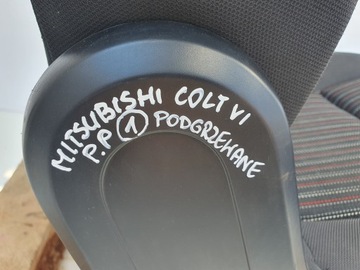 MITSUBISHI COLT VI
P.P 1 PODGRZEWANE